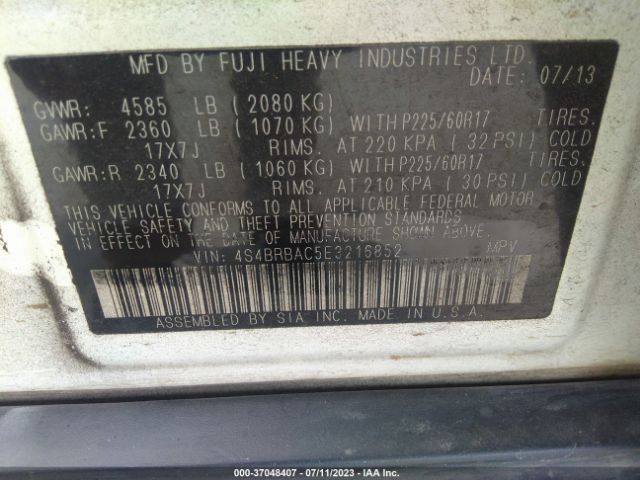 MFD BY FUJI HEAVY INDUSTRIES LTD.
DATE: 07/13
GVWR: 4585 LB ( 2080 KG)
GAWR:F 2360 LB ( 1070 KG) WITH P225/60R17 TIRES.
17X7J RIMS. AT 220 KPA ( 32 PSI) COLD
GAWR:R 2340 LB ( 1060 KG) WITH P225/60R17 TIRES.
17X7J RIMS. AT 210 KPA ( 30 PSI) COLD
THIS VEHICLE CONFORMS TO ALL APPLICABLE FEDERAL MOTOR
VEHICLE SAFETY AND THEFT PREVENTION STANDARDS
IN EFFECT ON THE DATE OF MANUFACTURE SHOWN ABOVE.
VIN: 4S4BRBAC5E3216852 MPV
ASSEMBLED BY SIA INC. MADE IN U.S.A.
© - 37048407 - 07/11/2023 - IAA Inc.